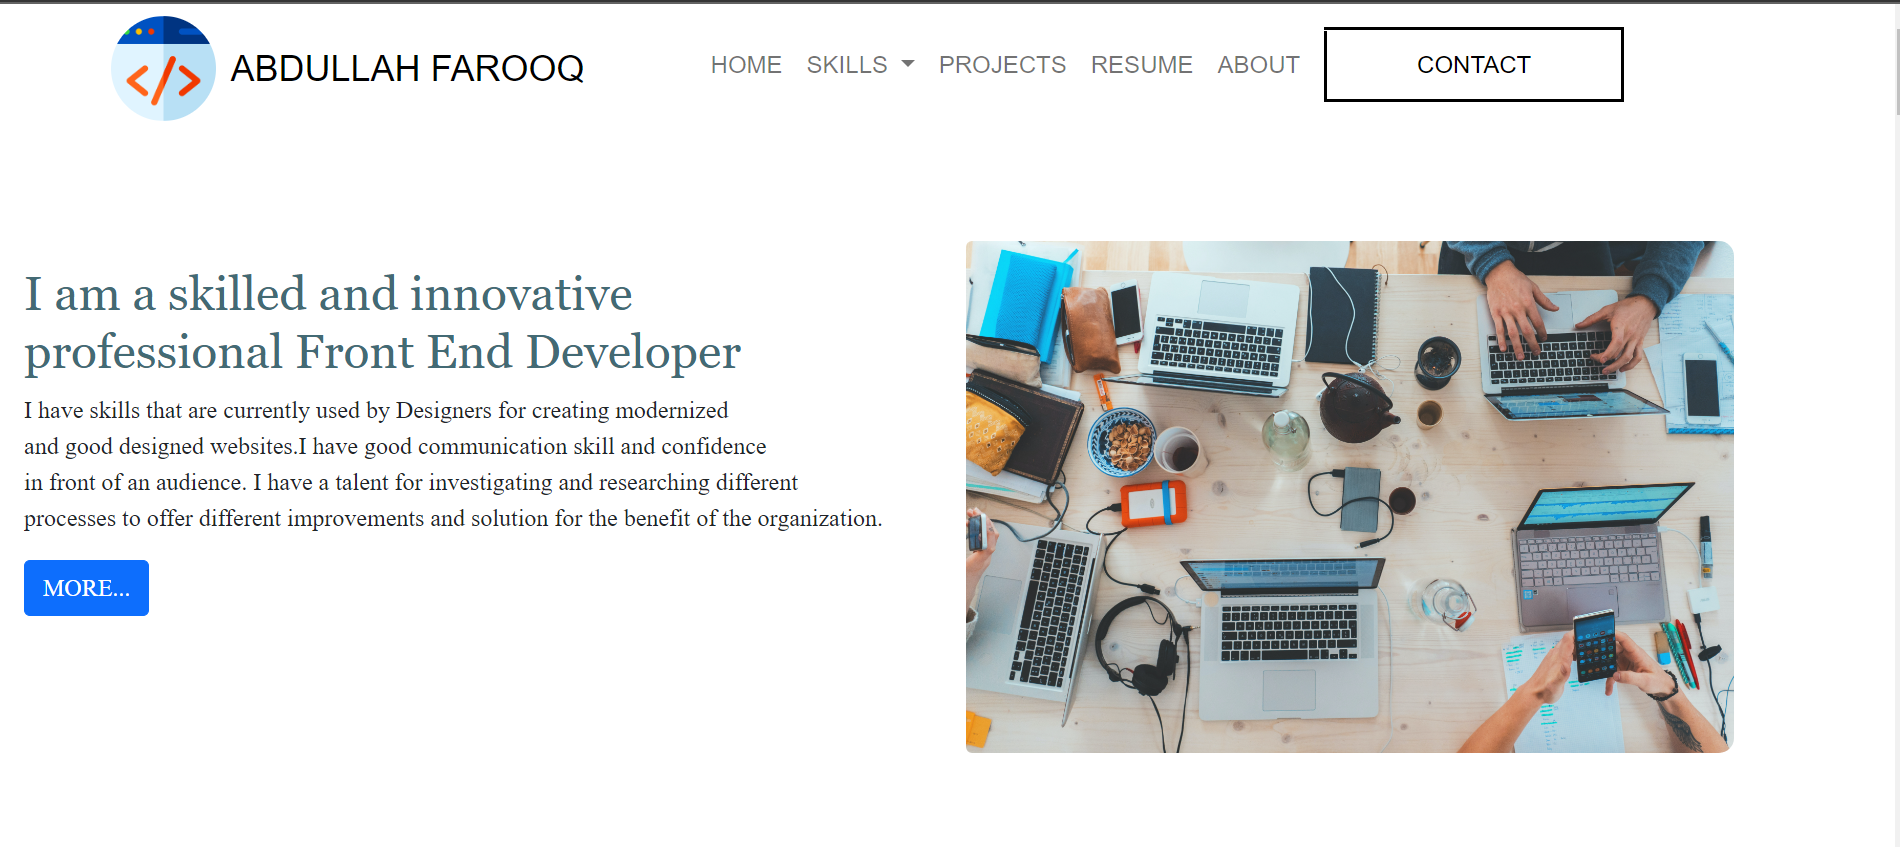 ABDULLAH FAROOQ
HOME SKILLS PROJECTS RESUME ABOUT CONTACT
I am a skilled and innovative
professional Front End Developer
I have skills that are currently used by Designers for creating modernized
and good designed websites.I have good communication skill and confidence
in front of an audience. I have a talent for investigating and researching different
processes to offer different improvements and solution for the benefit of the organization.
MORE...